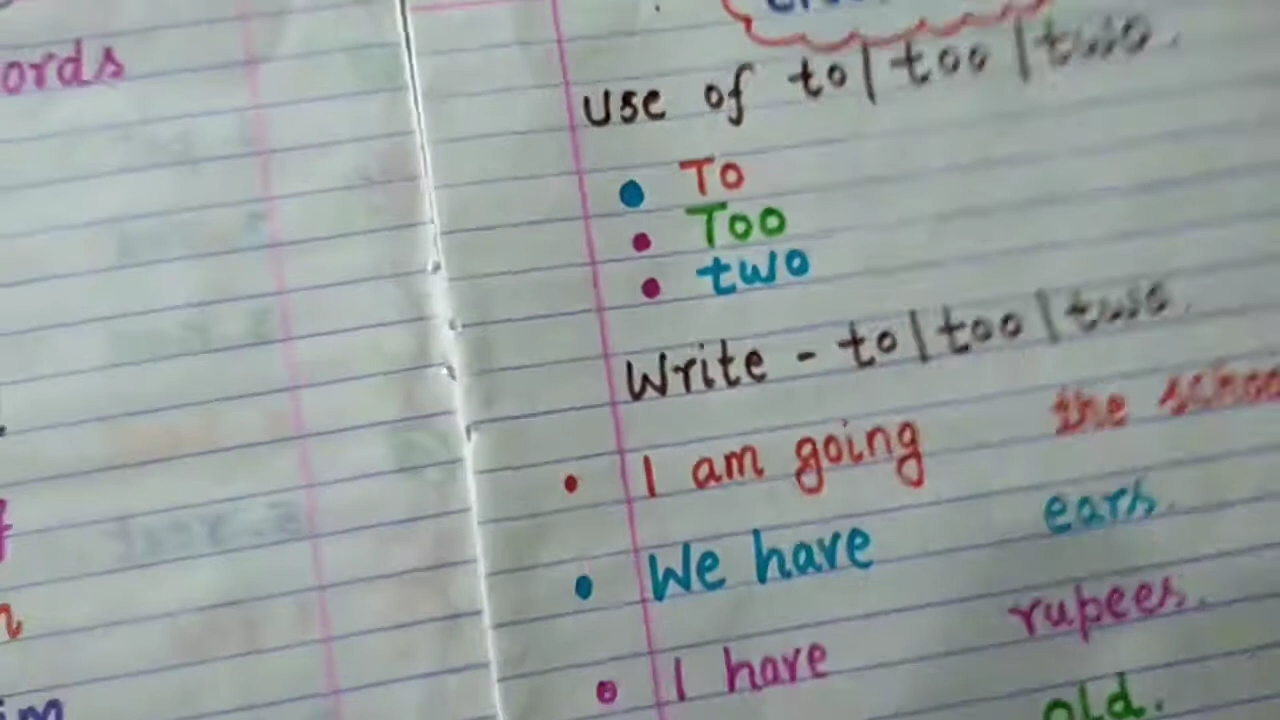 ords
use of to|too|two.
To
Too
two
Write - to|too|two.
I am going the
We have ears.
I have rupees.
old.